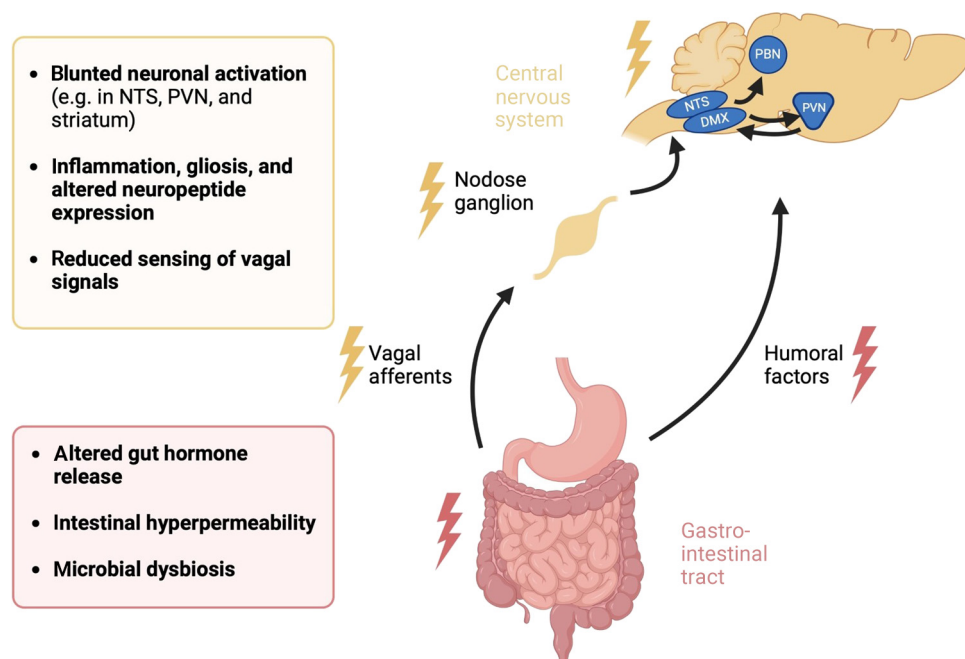 • Blunted neuronal activation
(e.g. in NTS, PVN, and
striatum)
• Inflammation, gliosis, and
altered neuropeptide
expression
• Reduced sensing of vagal
signals
Central
nervous
system
PBN
NTS
DMX
PVN
Nodose
ganglion
Vagal
afferents
Humoral
factors
• Altered gut hormone
release
• Intestinal hyperpermeability
• Microbial dysbiosis
Gastro-
intestinal
tract